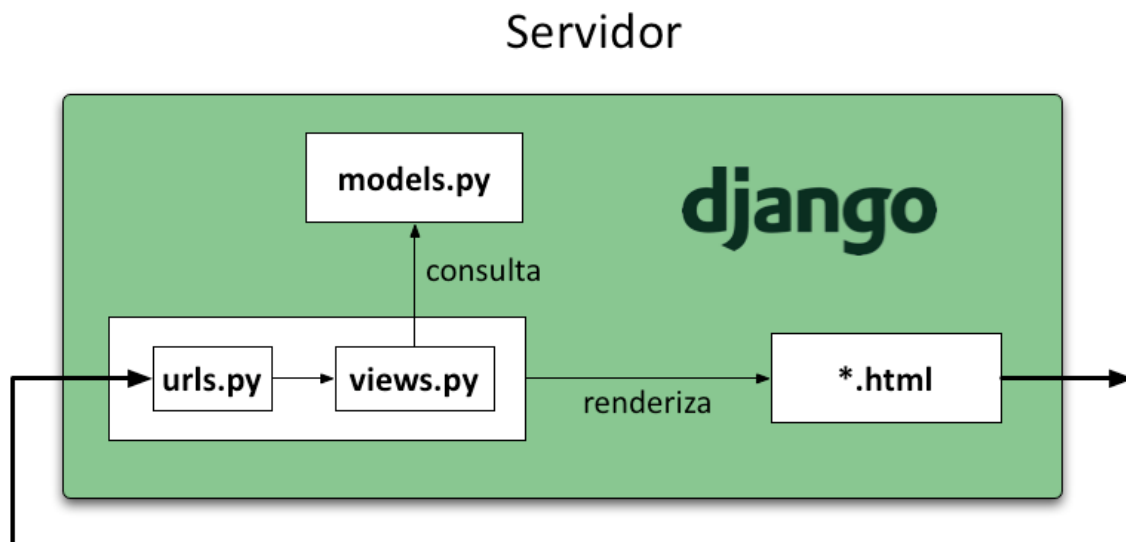 Servidor
models.py
django
consulta
urls.py
views.py
renderiza
*.html